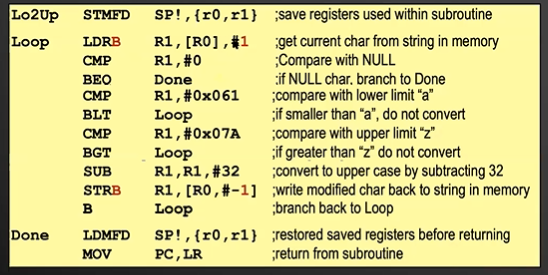 Lo2Up STMFD SP!,{r0,r1} ;save registers used within subroutine
Loop LDRB R1,[R0],#1 ;get current char from string in memory
CMP R1,#0 ;Compare with NULL
BEQ Done :if NULL char. branch to Done
CMP R1,#0x061 ;compare with lower limit “a”
BLT Loop ;if smaller than “a”, do not convert
CMP R1,#0x07A ;compare with upper limit “z”
BGT Loop ;if greater than “z” do not convert
SUB R1,R1,#32 ;convert to upper case by subtracting 32
STRB R1,[R0,#-1] ;write modified char back to string in memory
B Loop ;branch back to Loop
Done LDMFD SP!,{r0,r1} ;restored saved registers before returning
MOV PC,LR ;return from subroutine